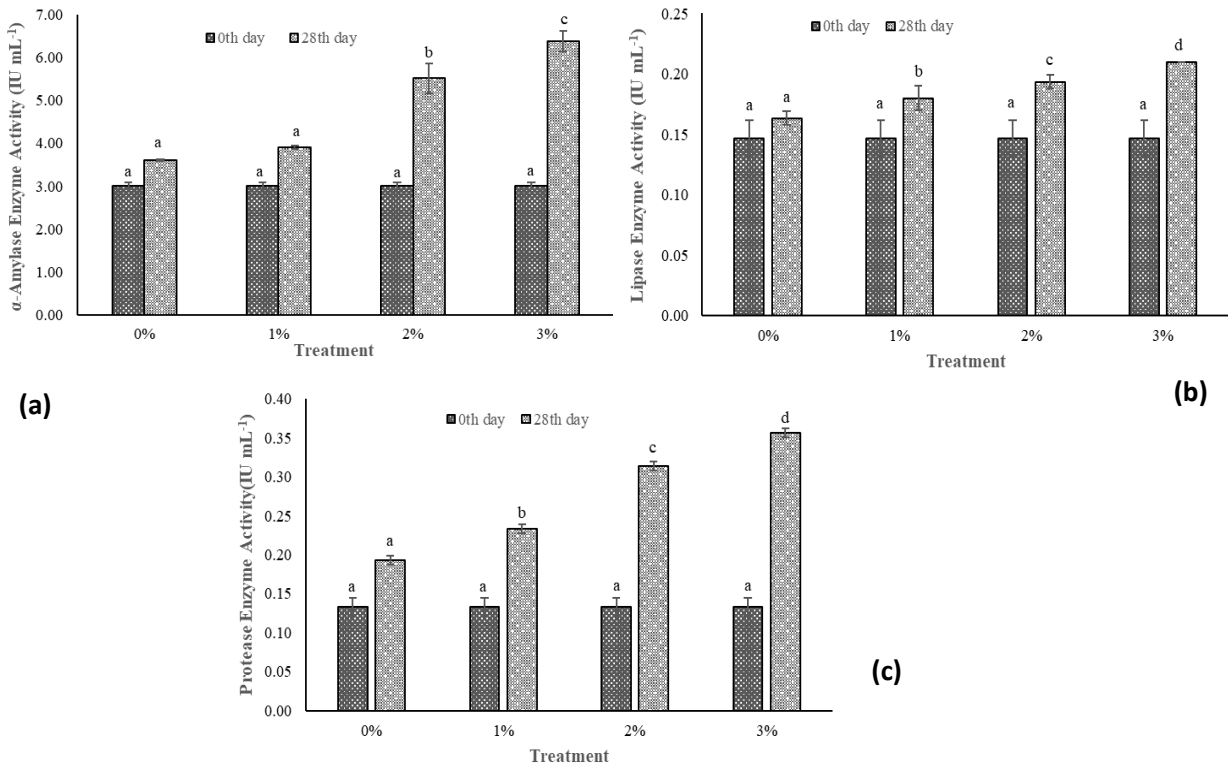 α-Amylase Enzyme Activity (IU mL⁻¹)
7.00
6.00
5.00
4.00
3.00
2.00
1.00
0.00
0th day 28th day
a a a a a b a c
0% 1% 2% 3%
Treatment
(a)
Lipase Enzyme Activity (IU mL⁻¹)
0.25
0.20
0.15
0.10
0.05
0.00
0th day 28th day
a a a b a c a d
0% 1% 2% 3%
Treatment
(b)
Protease Enzyme Activity(IU mL⁻¹)
0.40
0.35
0.30
0.25
0.20
0.15
0.10
0.05
0.00
0th day 28th day
a a a b a c a d
0% 1% 2% 3%
Treatment
(c)